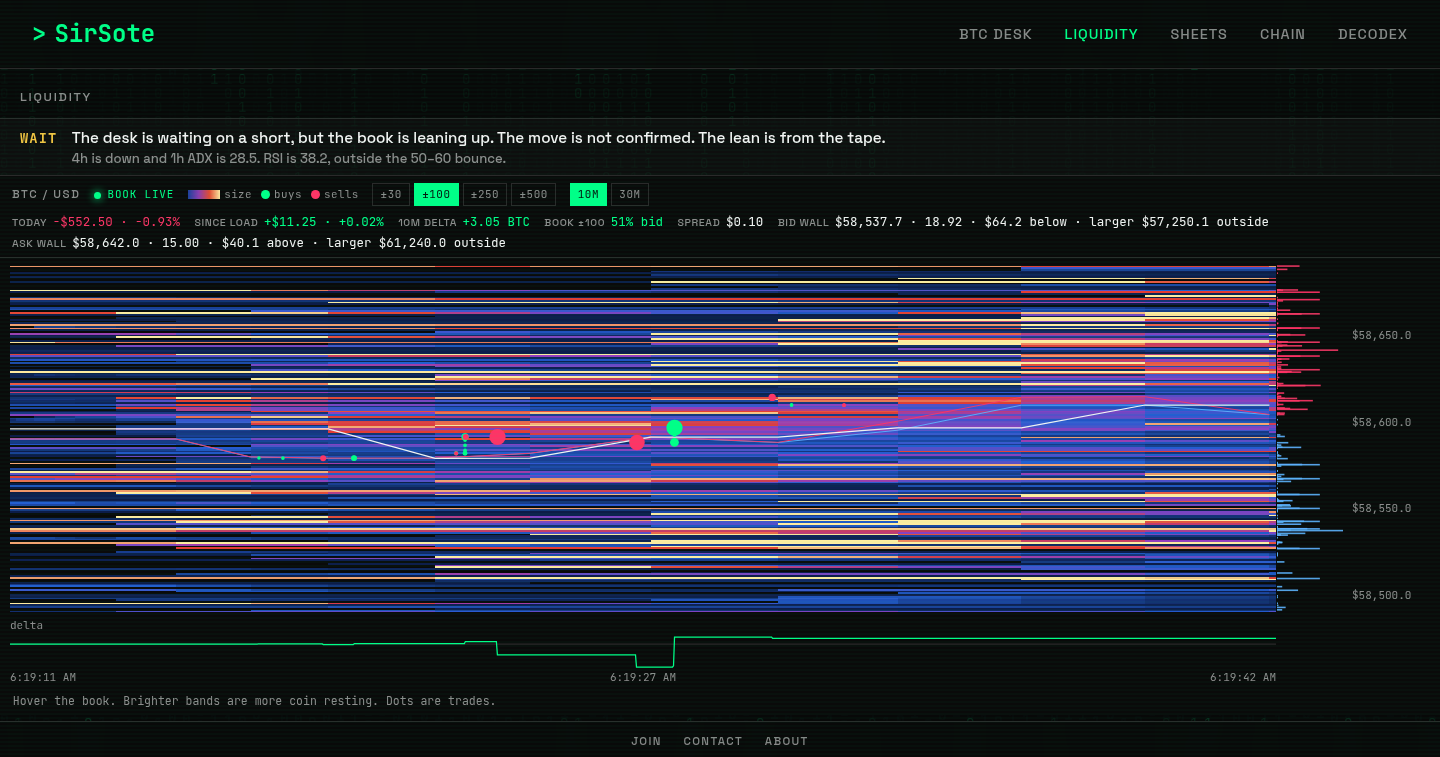 > SirSote
BTC DESK LIQUIDITY SHEETS CHAIN DECODEX
LIQUIDITY
WAIT The desk is waiting on a short, but the book is leaning up. The move is not confirmed. The lean is from the tape.
4h is down and 1h ADX is 28.5. RSI is 38.2, outside the 50–60 bounce.
BTC / USD BOOK LIVE size buys sells ±30 ±100 ±250 ±500 10M 30M
TODAY -$552.50 · -0.93% SINCE LOAD +$11.25 · +0.02% 10M DELTA +3.05 BTC BOOK ±100 51% bid SPREAD $0.10 BID WALL $58,537.7 · 18.92 · $64.2 below · larger $57,250.1 outside
ASK WALL $58,642.0 · 15.00 · $40.1 above · larger $61,240.0 outside
$58,650.0
$58,600.0
$58,550.0
$58,500.0
delta
6:19:11 AM 6:19:27 AM 6:19:42 AM
Hover the book. Brighter bands are more coin resting. Dots are trades.
JOIN CONTACT ABOUT